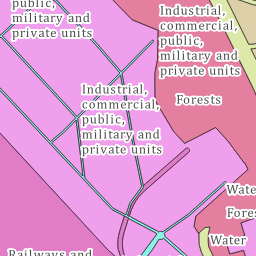 public,
military and
private units
Industrial,
commercial,
public,
military and
private units
Industrial,
commercial,
public,
military and
private units
Forests
Wate
Fores
Water
Railways and